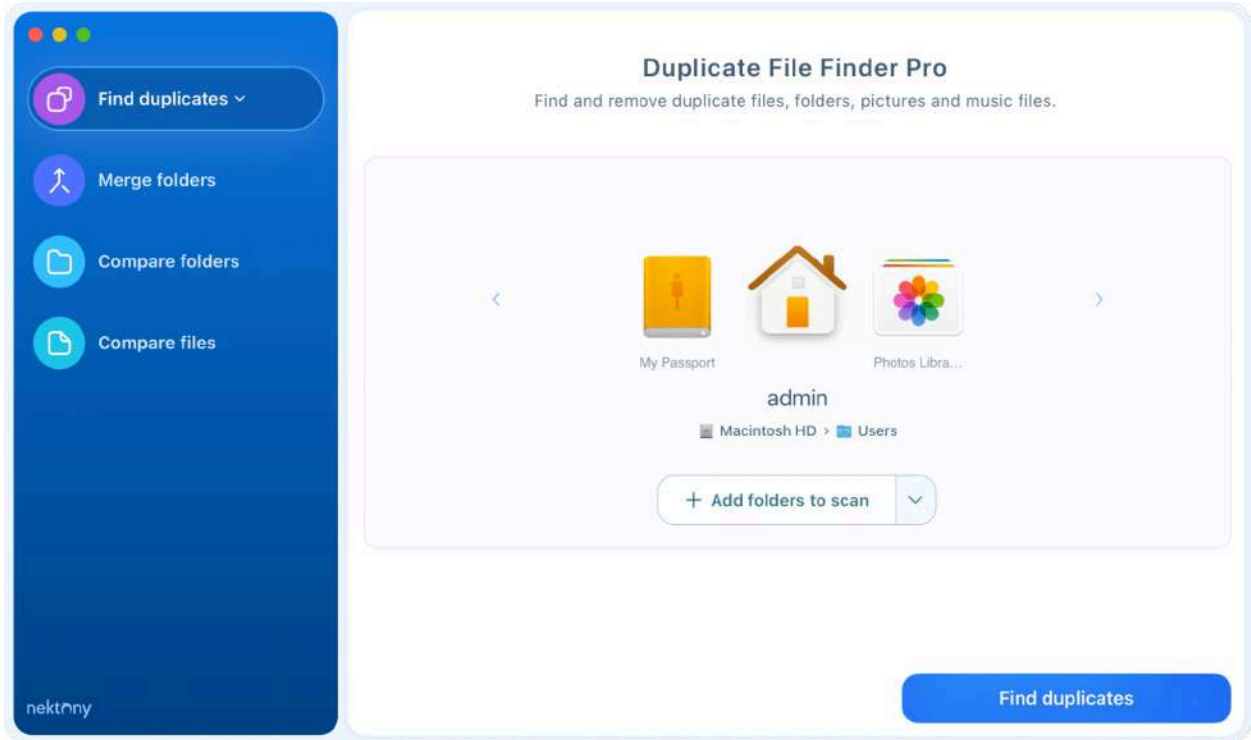 Find duplicates
Merge folders
Compare folders
Compare files
nektony
Duplicate File Finder Pro
Find and remove duplicate files, folders, pictures and music files.
My Passport
Photos Libra...
admin
Macintosh HD › Users
+ Add folders to scan
Find duplicates